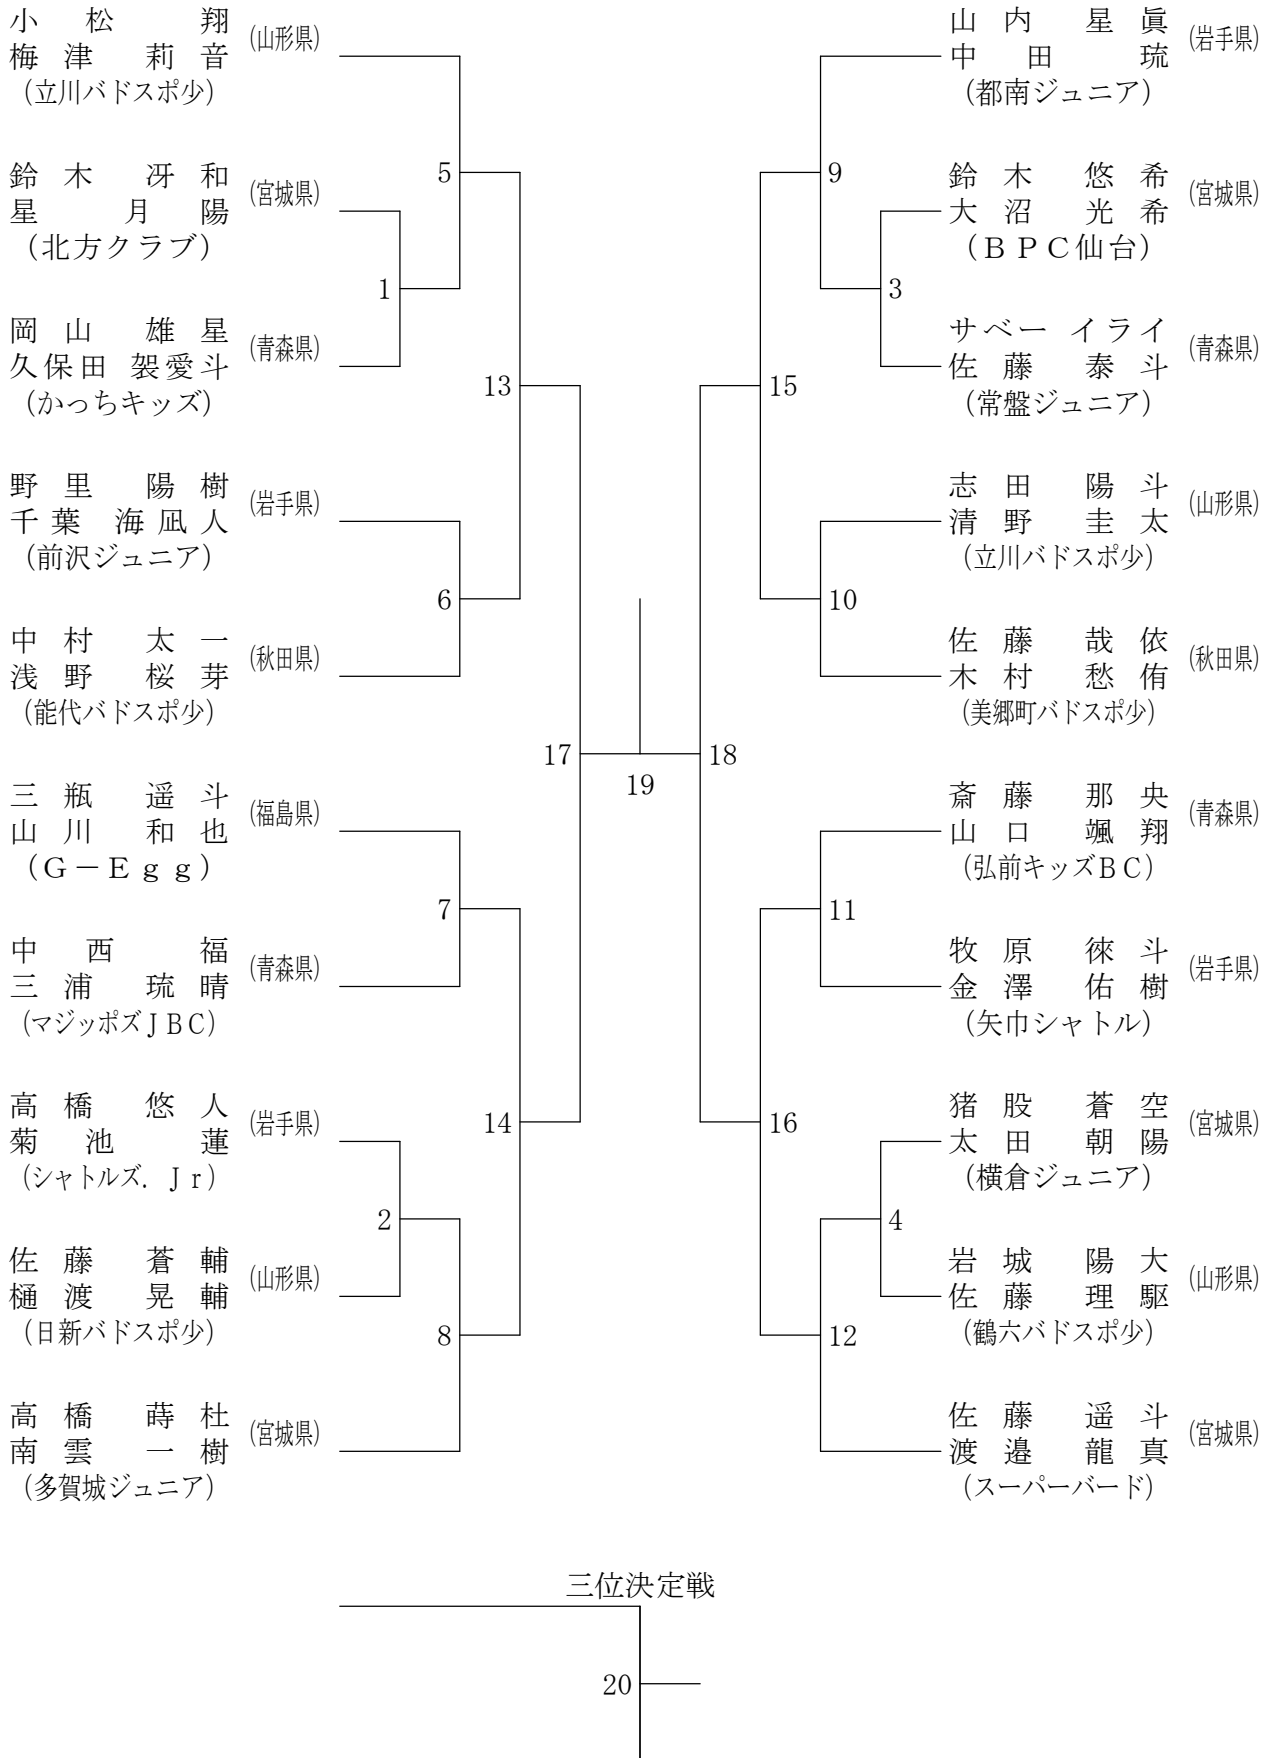 小松 翔
梅津 莉音
(山形県)
(立川バドスポ少)
鈴木 冴和
星 月陽
(宮城県)
(北方クラブ)
岡山 雄星
久保田 袈愛斗
(青森県)
(かっちキッズ)
野里 陽樹
千葉 海凪人
(岩手県)
(前沢ジュニア)
中村 太一
浅野 桜芽
(秋田県)
(能代バドスポ少)
三瓶 遥斗
山川 和也
(福島県)
(G－Egg)
中西 福
三浦 琉晴
(青森県)
(マジッポズJBC)
高橋 悠人
菊池 蓮
(岩手県)
(シャトルズ．Jr)
佐藤 蒼輔
樋渡 晃輔
(山形県)
(日新バドスポ少)
高橋 蒔杜
南雲 一樹
(宮城県)
(多賀城ジュニア)
5
1
13
6
17
7
14
2
8
19
18
9
3
15
10
11
16
4
12
山内 星眞
中田 琉
(岩手県)
(都南ジュニア)
鈴木 悠希
大沼 光希
(宮城県)
(BPC仙台)
サベー イライ
佐藤 泰斗
(青森県)
(常盤ジュニア)
志田 陽斗
清野 圭太
(山形県)
(立川バドスポ少)
佐藤 哉依
木村 愁侑
(秋田県)
(美郷町バドスポ少)
斎藤 那央
山口 颯翔
(青森県)
(弘前キッズBC)
牧原 徠斗
金澤 佑樹
(岩手県)
(矢巾シャトル)
猪股 蒼空
太田 朝陽
(宮城県)
(横倉ジュニア)
岩城 陽大
佐藤 理駆
(山形県)
(鶴六バドスポ少)
佐藤 遥斗
渡邉 龍真
(宮城県)
(スーパーバード)
三位決定戦
20